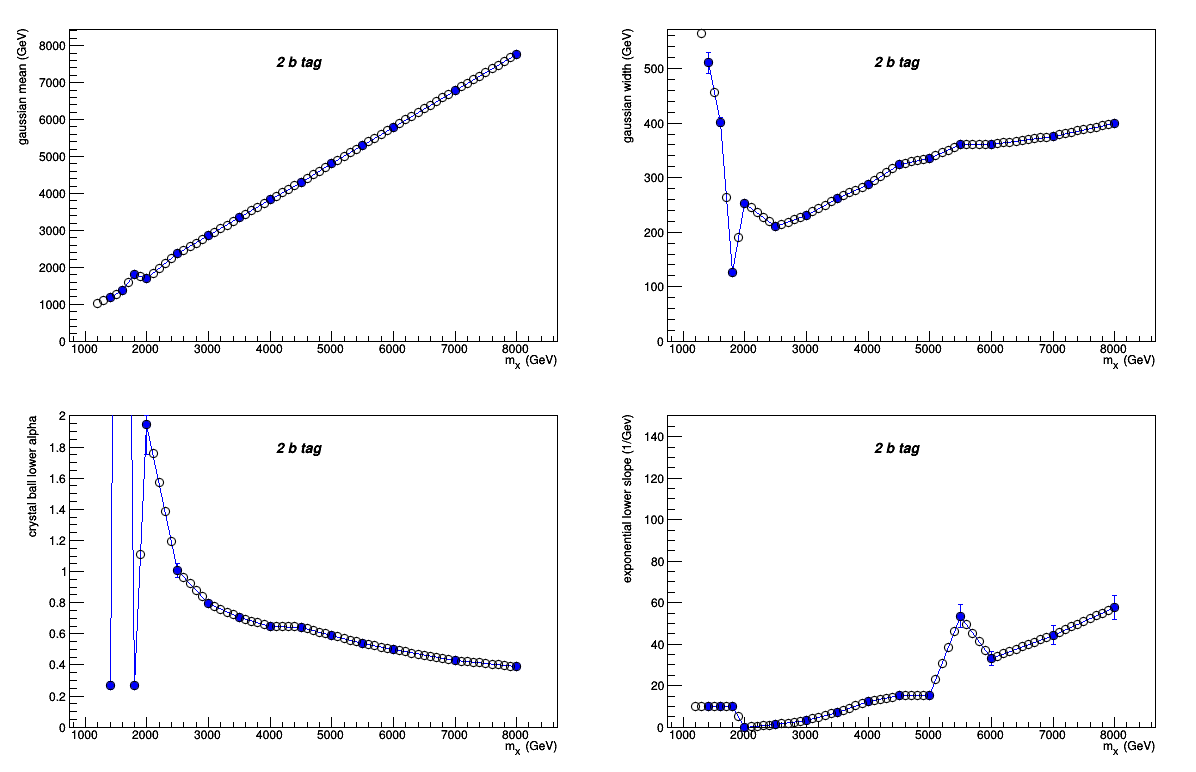 gaussian mean (GeV)
8000
7000
6000
5000
4000
3000
2000
1000
0
2 b tag
1000 2000 3000 4000 5000 6000 7000 8000
mx (GeV)
gaussian width (GeV)
500
400
300
200
100
0
2 b tag
1000 2000 3000 4000 5000 6000 7000 8000
mx (GeV)
crystal ball lower alpha
2
1.8
1.6
1.4
1.2
1
0.8
0.6
0.4
0.2
0
2 b tag
1000 2000 3000 4000 5000 6000 7000 8000
mx (GeV)
exponential lower slope (1/Gev)
140
120
100
80
60
40
20
0
2 b tag
1000 2000 3000 4000 5000 6000 7000 8000
mx (GeV)